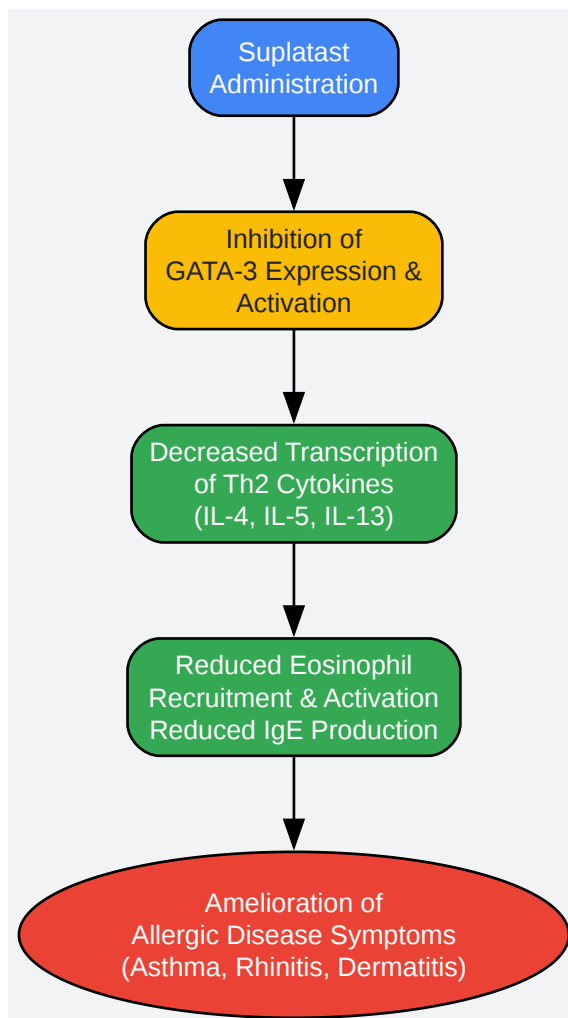 Suplatast
Administration
Inhibition of
GATA-3 Expression &
Activation
Decreased Transcription
of Th2 Cytokines
(IL-4, IL-5, IL-13)
Reduced Eosinophil
Recruitment & Activation
Reduced IgE Production
Amelioration of
Allergic Disease Symptoms
(Asthma, Rhinitis, Dermatitis)